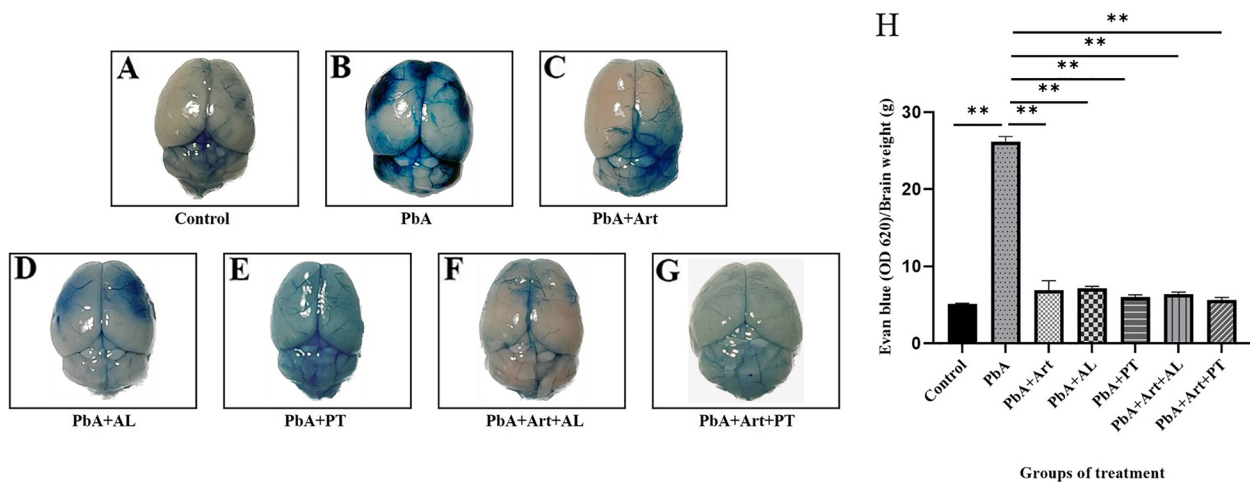 A
B
C
Control
PbA
PbA+Art
D
E
F
G
PbA+AL
PbA+PT
PbA+Art+AL
PbA+Art+PT
H
**
**
**
**
** **
30
20
10
0
Evan blue (OD 620)/Brain weight (g)
Control
PbA
PbA+Art
PbA+AL
PbA+PT
PbA+Art+AL
PbA+Art+PT
Groups of treatment